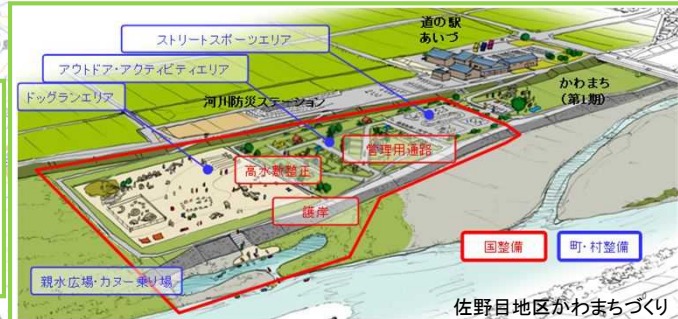 道の駅
あいづ
ストリートスポーツエリア
アウトドア・アクティビティエリア
かわまち
(第1期)
ドッグランエリア
河川防災ステーション
管理用通路
高水敷整正
護岸
国整備
町・村整備
親水広場・カヌー乗り場
佐野目地区かわまちづくり